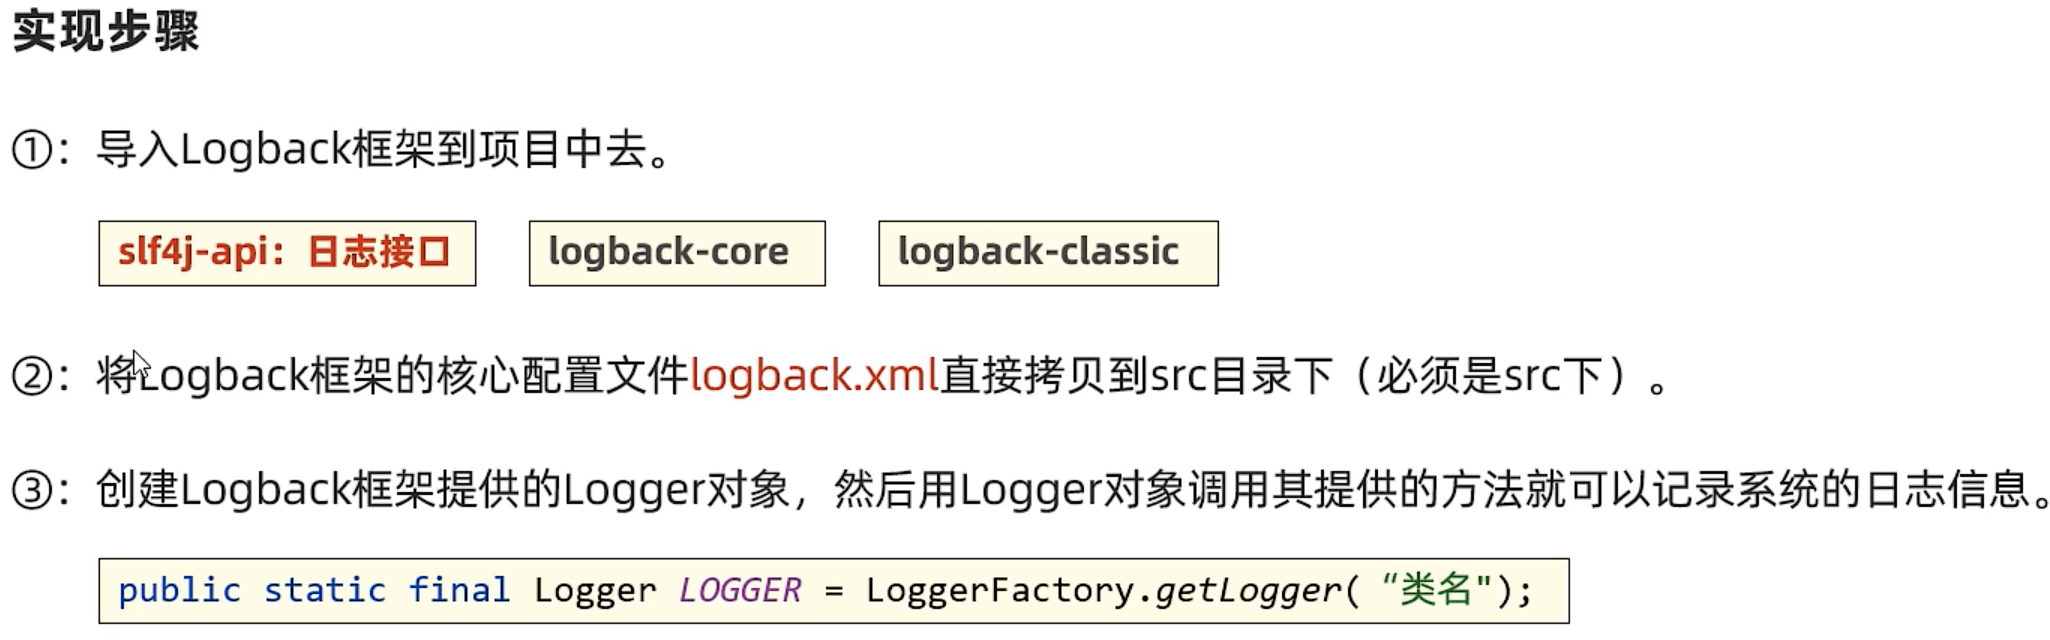 实现步骤
①：导入Logback框架到项目中去。
slf4j-api：日志接口 logback-core logback-classic
②：将Logback框架的核心配置文件logback.xml直接拷贝到src目录下（必须是src下）。
③：创建Logback框架提供的Logger对象，然后用Logger对象调用其提供的方法就可以记录系统的日志信息。
public static final Logger LOGGER = LoggerFactory.getLogger( “类名");